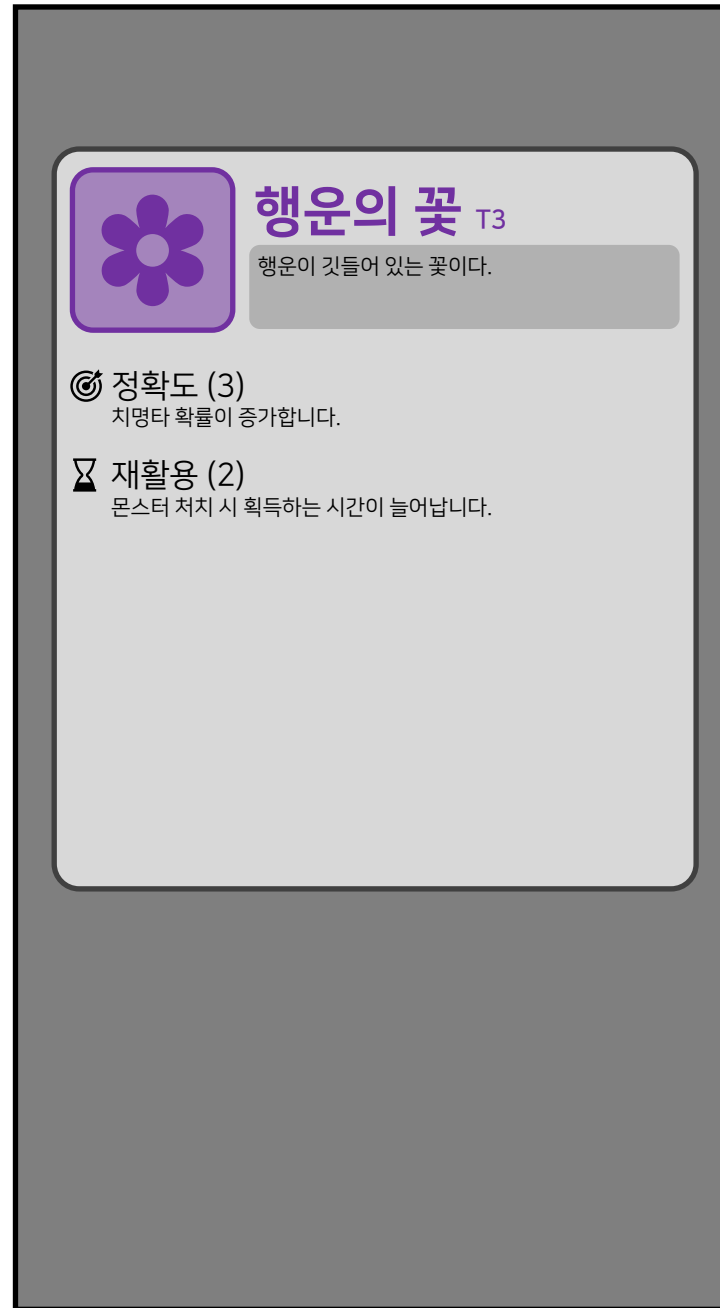 행운의 꽃 T3
행운이 깃들어 있는 꽃이다.
정확도 (3)
치명타 확률이 증가합니다.
재활용 (2)
몬스터 처치 시 획득하는 시간이 늘어납니다.